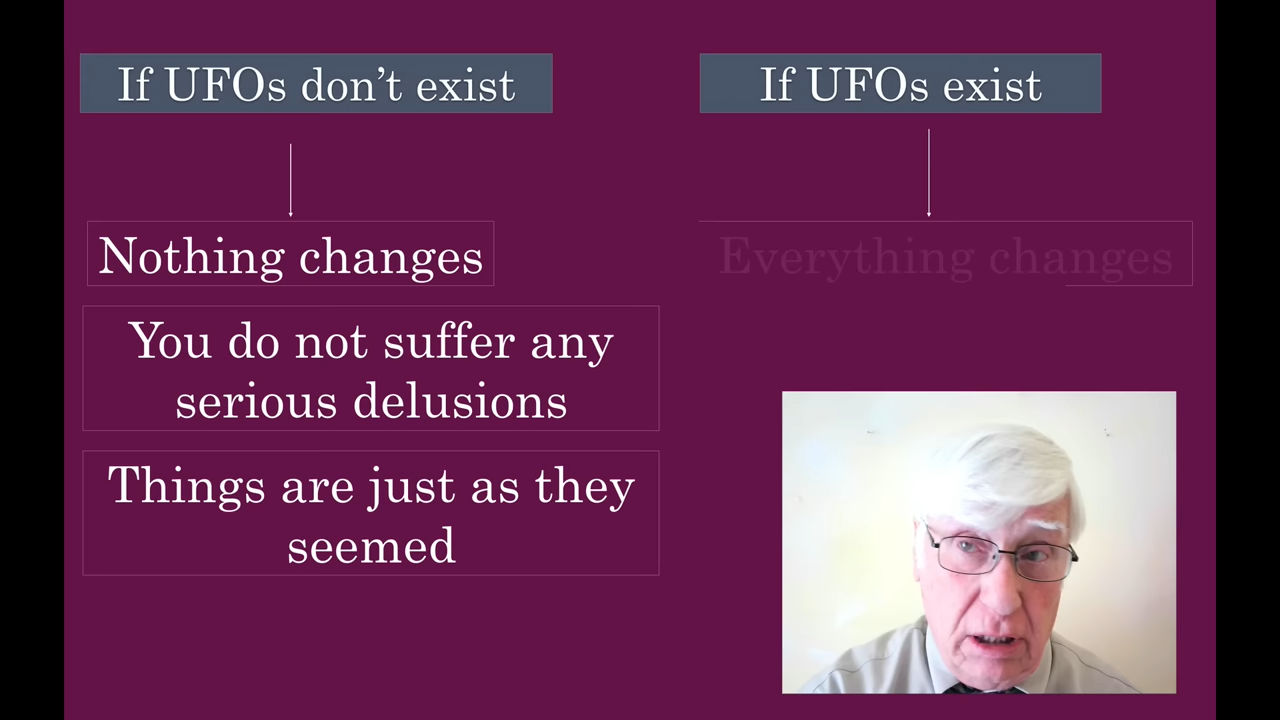 If UFOs don’t exist
Nothing changes
You do not suffer any
serious delusions
Things are just as they
seemed
If UFOs exist
Everything changes